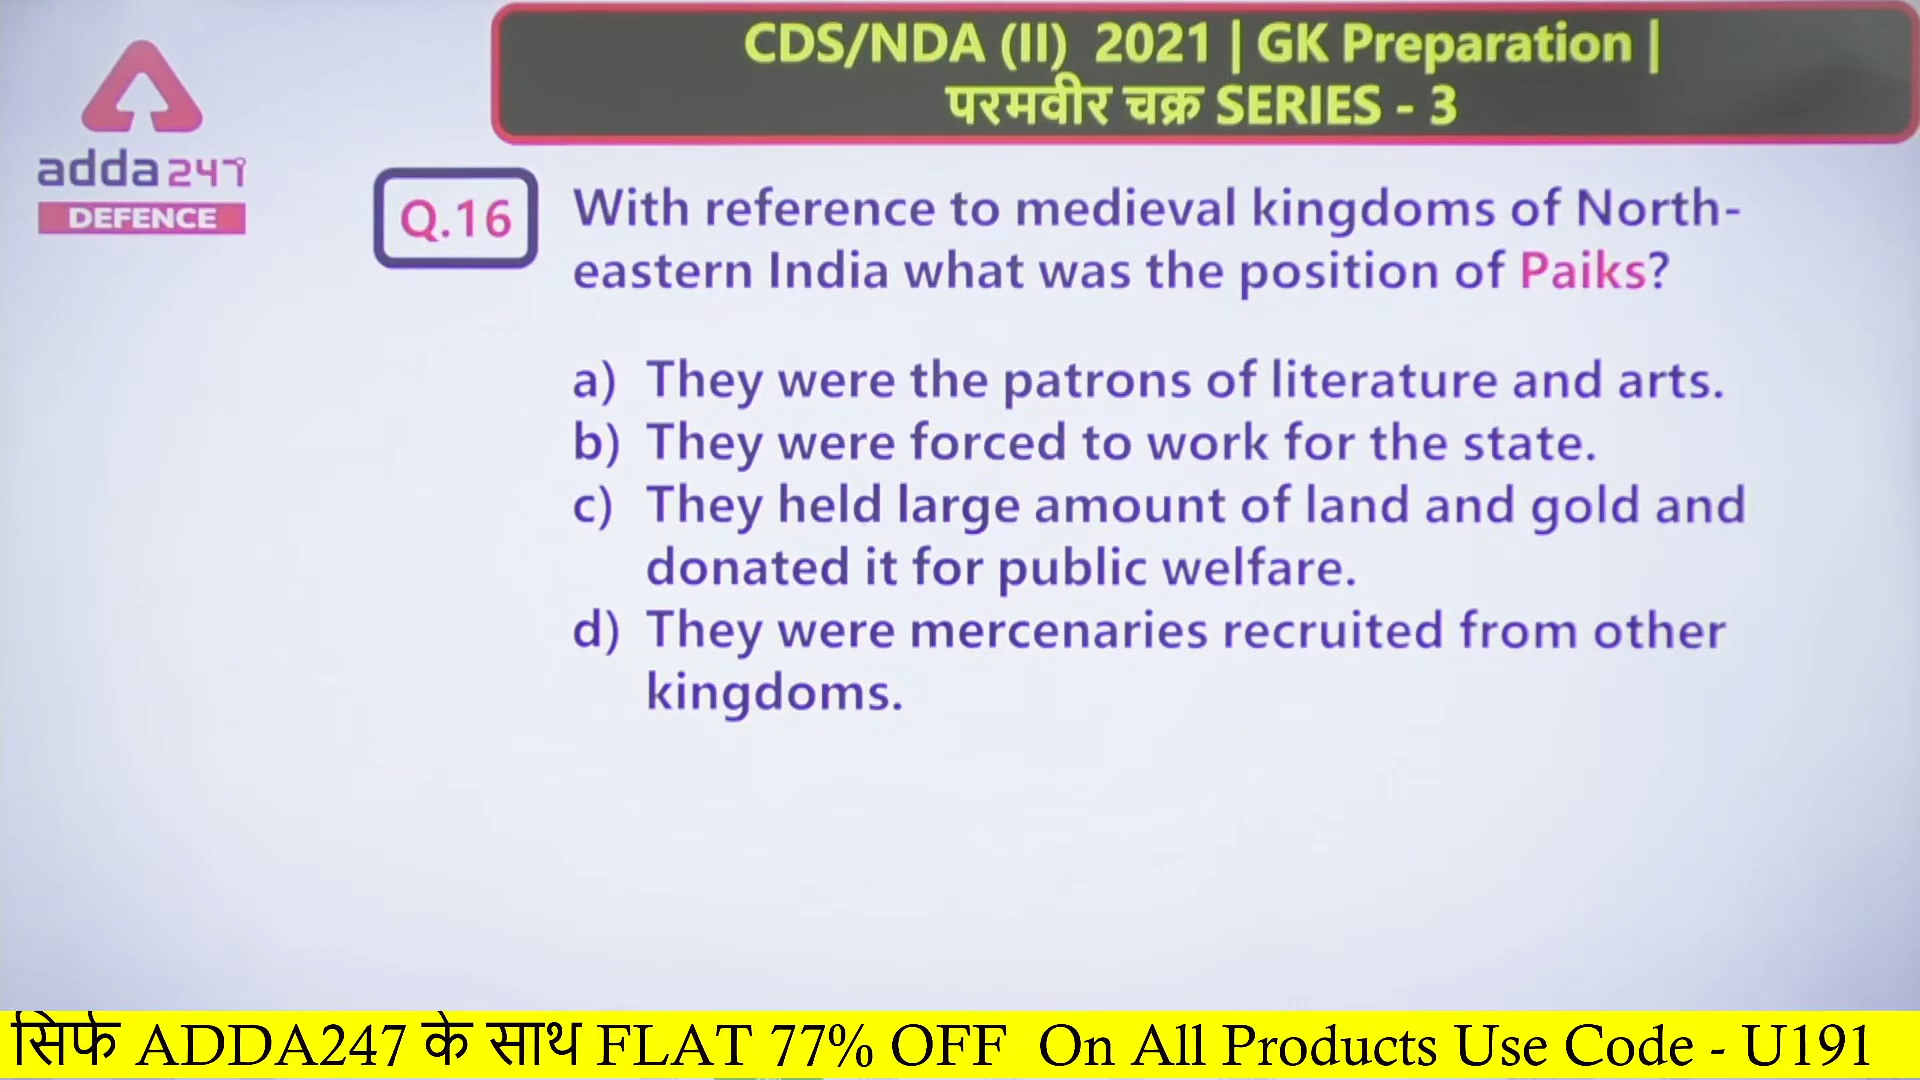 CDS/NDA (II) 2021 | GK Preparation |
परमवीर चक्र SERIES - 3
adda247
DEFENCE
Q.16
With reference to medieval kingdoms of North-
eastern India what was the position of Paiks?
a) They were the patrons of literature and arts.
b) They were forced to work for the state.
c) They held large amount of land and gold and
donated it for public welfare.
d) They were mercenaries recruited from other
kingdoms.
सिर्फ ADDA247 के साथ FLAT 77% OFF On All Products Use Code - U191